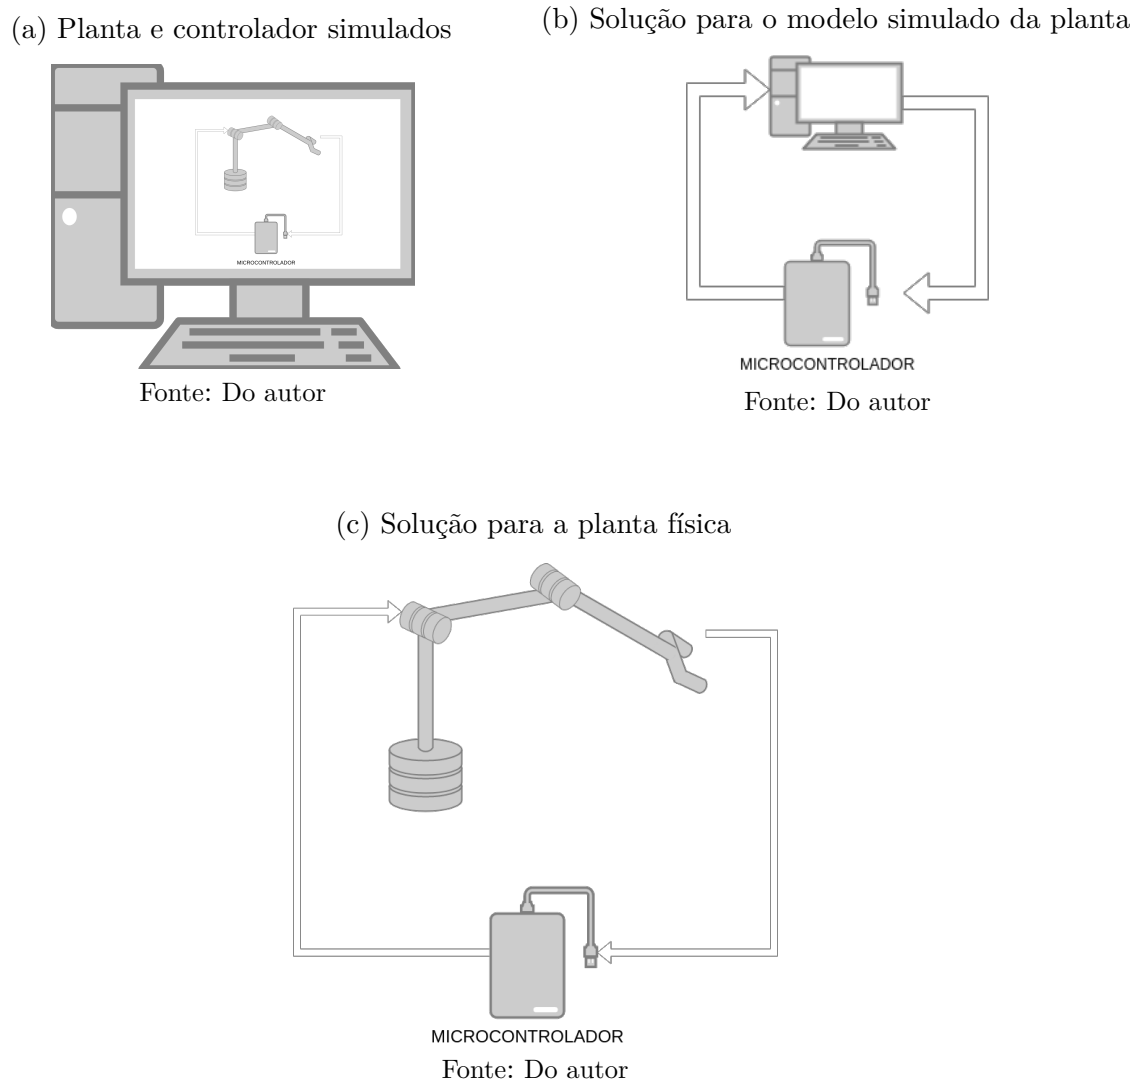 (a) Planta e controlador simulados
MICROCONTROLADOR
Fonte: Do autor
(b) Solução para o modelo simulado da planta
MICROCONTROLADOR
Fonte: Do autor
(c) Solução para a planta física
MICROCONTROLADOR
Fonte: Do autor